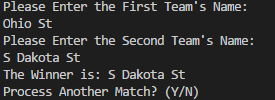 Please Enter the First Team's Name:
Ohio St
Please Enter the Second Team's Name:
S Dakota St
The Winner is: S Dakota St
Process Another Match? (Y/N)